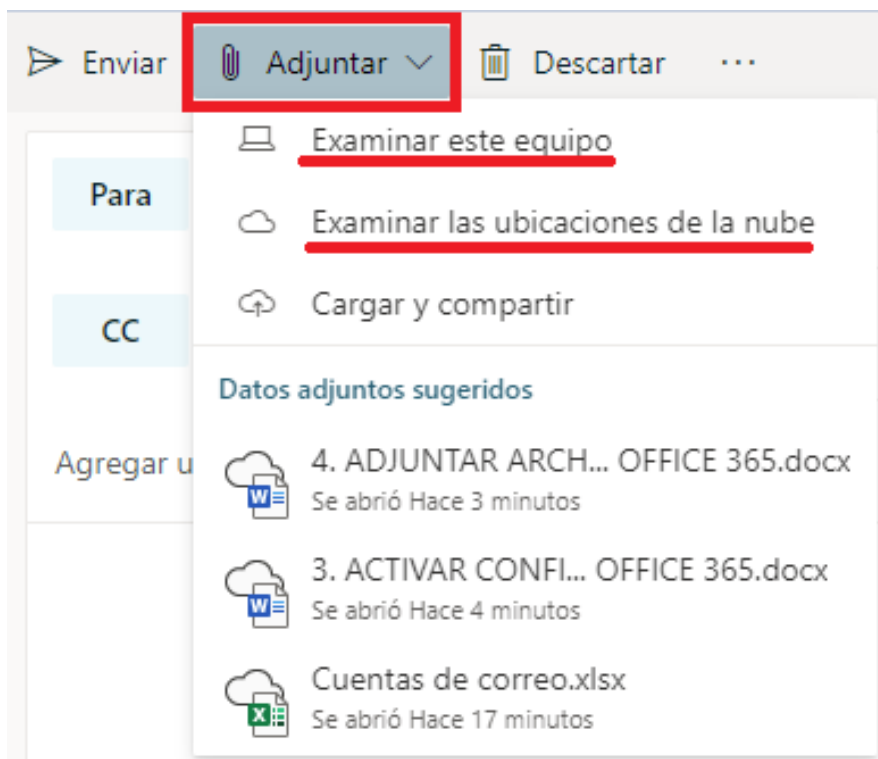 Enviar Adjuntar Descartar ...
Examinar este equipo
Para
Examinar las ubicaciones de la nube
Cargar y compartir
CC
Datos adjuntos sugeridos
4. ADJUNTAR ARCH... OFFICE 365.docx
Agregar u
Se abrió Hace 3 minutos
3. ACTIVAR CONFI... OFFICE 365.docx
Se abrió Hace 4 minutos
Cuentas de correo.xlsx
Se abrió Hace 17 minutos